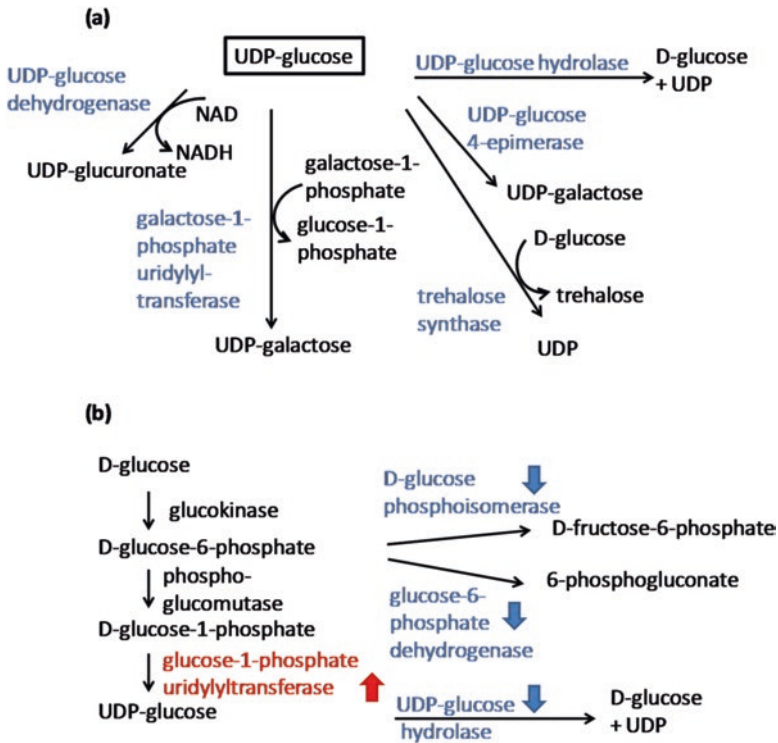 (a)
UDP-glucose
UDP-glucose
dehydrogenase
NAD
NADH
UDP-glucuronate
galactose-1-
phosphate
glucose-1-
phosphate
galactose-1-
phosphate
uridylyl-
transferase
UDP-galactose
UDP-glucose hydrolase
D-glucose
+ UDP
UDP-glucose
4-epimerase
UDP-galactose
D-glucose
trehalose
trehalose
synthase
UDP
(b)
D-glucose
glucokinase
D-glucose-6-phosphate
phospho-
glucomutase
D-glucose-1-phosphate
glucose-1-phosphate
uridylyltransferase
UDP-glucose
D-glucose
phosphoisomerase
D-fructose-6-phosphate
6-phosphogluconate
glucose-6-
phosphate
dehydrogenase
UDP-glucose
hydrolase
D-glucose
+ UDP